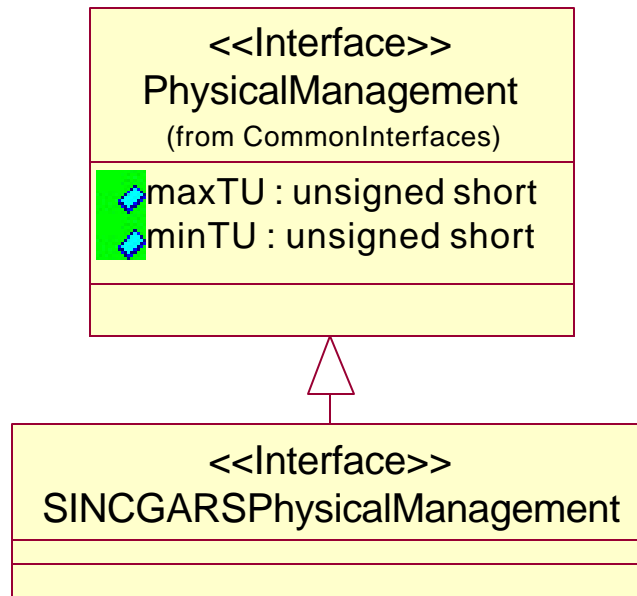 <<Interface>>
PhysicalManagement
(from CommonInterfaces)
maxTU : unsigned short
minTU : unsigned short
<<Interface>>
SINCGARSPhysicalManagement